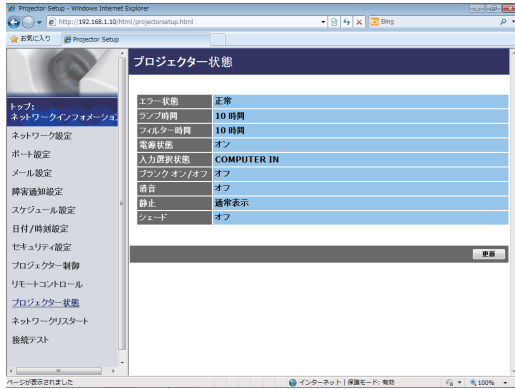 Projector Setup - Windows Internet Explorer
http://192.168.1.10/html/projectorsetup.html
Bing
お気に入り
Projector Setup
トップ:
ネットワークインフォメーション
ネットワーク設定
ポート設定
メール設定
障害通知設定
スケジュール設定
日付/時刻設定
セキュリティ設定
プロジェクター制御
リモートコントロール
プロジェクター状態
ネットワークリスタート
接続テスト
プロジェクター状態
エラー状態 正常
ランプ時間 10 時間
フィルター時間 10 時間
電源状態 オン
入力選択状態 COMPUTER IN
ブランク オン/オフ オフ
消音 オフ
静止 通常表示
シェード オフ
更新
ページが表示されました
インターネット | 保護モード: 有効
100%